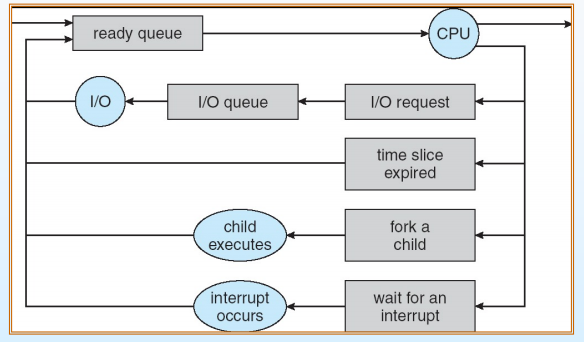 ready queue
CPU
I/O
I/O queue
I/O request
time slice
expired
child
executes
fork a
child
interrupt
occurs
wait for an
interrupt